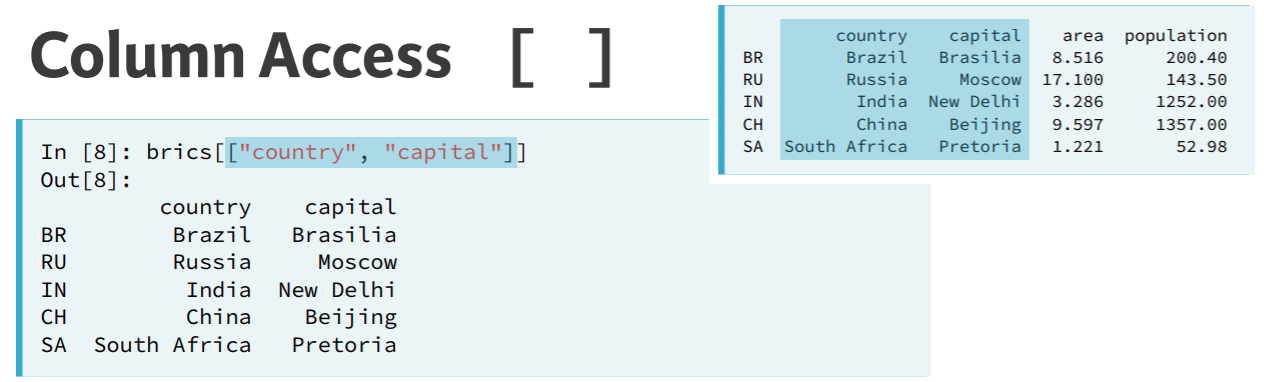 Column Access [ ]
country capital area population
BR Brazil Brasilia 8.516 200.40
RU Russia Moscow 17.100 143.50
IN India New Delhi 3.286 1252.00
CH China Beijing 9.597 1357.00
SA South Africa Pretoria 1.221 52.98
In [8]: brics[["country", "capital"]]
Out[8]:
country capital
BR Brazil Brasilia
RU Russia Moscow
IN India New Delhi
CH China Beijing
SA South Africa Pretoria